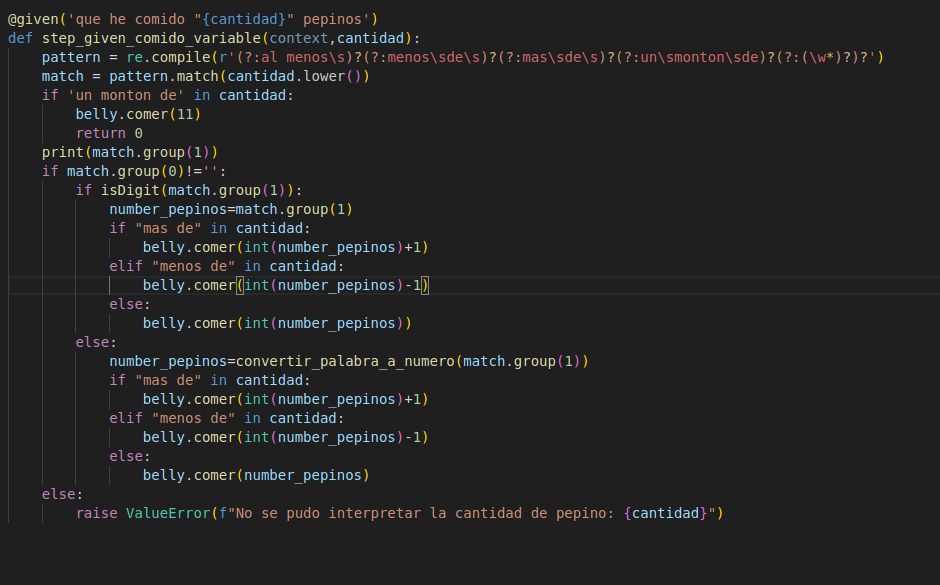 @given('que he comido "{cantidad}" pepinos')
def step_given_comido_variable(context,cantidad):
    pattern = re.compile(r'(?:al menos\s)?(?:menos\sde\s)?(?:mas\sde\s)?(?:un\smonton\sde)?(?:(\w*)?)?')
    match = pattern.match(cantidad.lower())
    if 'un monton de' in cantidad:
        belly.comer(11)
        return 0
    print(match.group(1))
    if match.group(0)!='':
        if isDigit(match.group(1)):
            number_pepinos=match.group(1)
            if "mas de" in cantidad:
                belly.comer(int(number_pepinos)+1)
            elif "menos de" in cantidad:
                belly.comer(int(number_pepinos)-1)
            else:
                belly.comer(int(number_pepinos))
        else:
            number_pepinos=convertir_palabra_a_numero(match.group(1))
            if "mas de" in cantidad:
                belly.comer(int(number_pepinos)+1)
            elif "menos de" in cantidad:
                belly.comer(int(number_pepinos)-1)
            else:
                belly.comer(number_pepinos)
    else:
        raise ValueError(f"No se pudo interpretar la cantidad de pepino: {cantidad}")